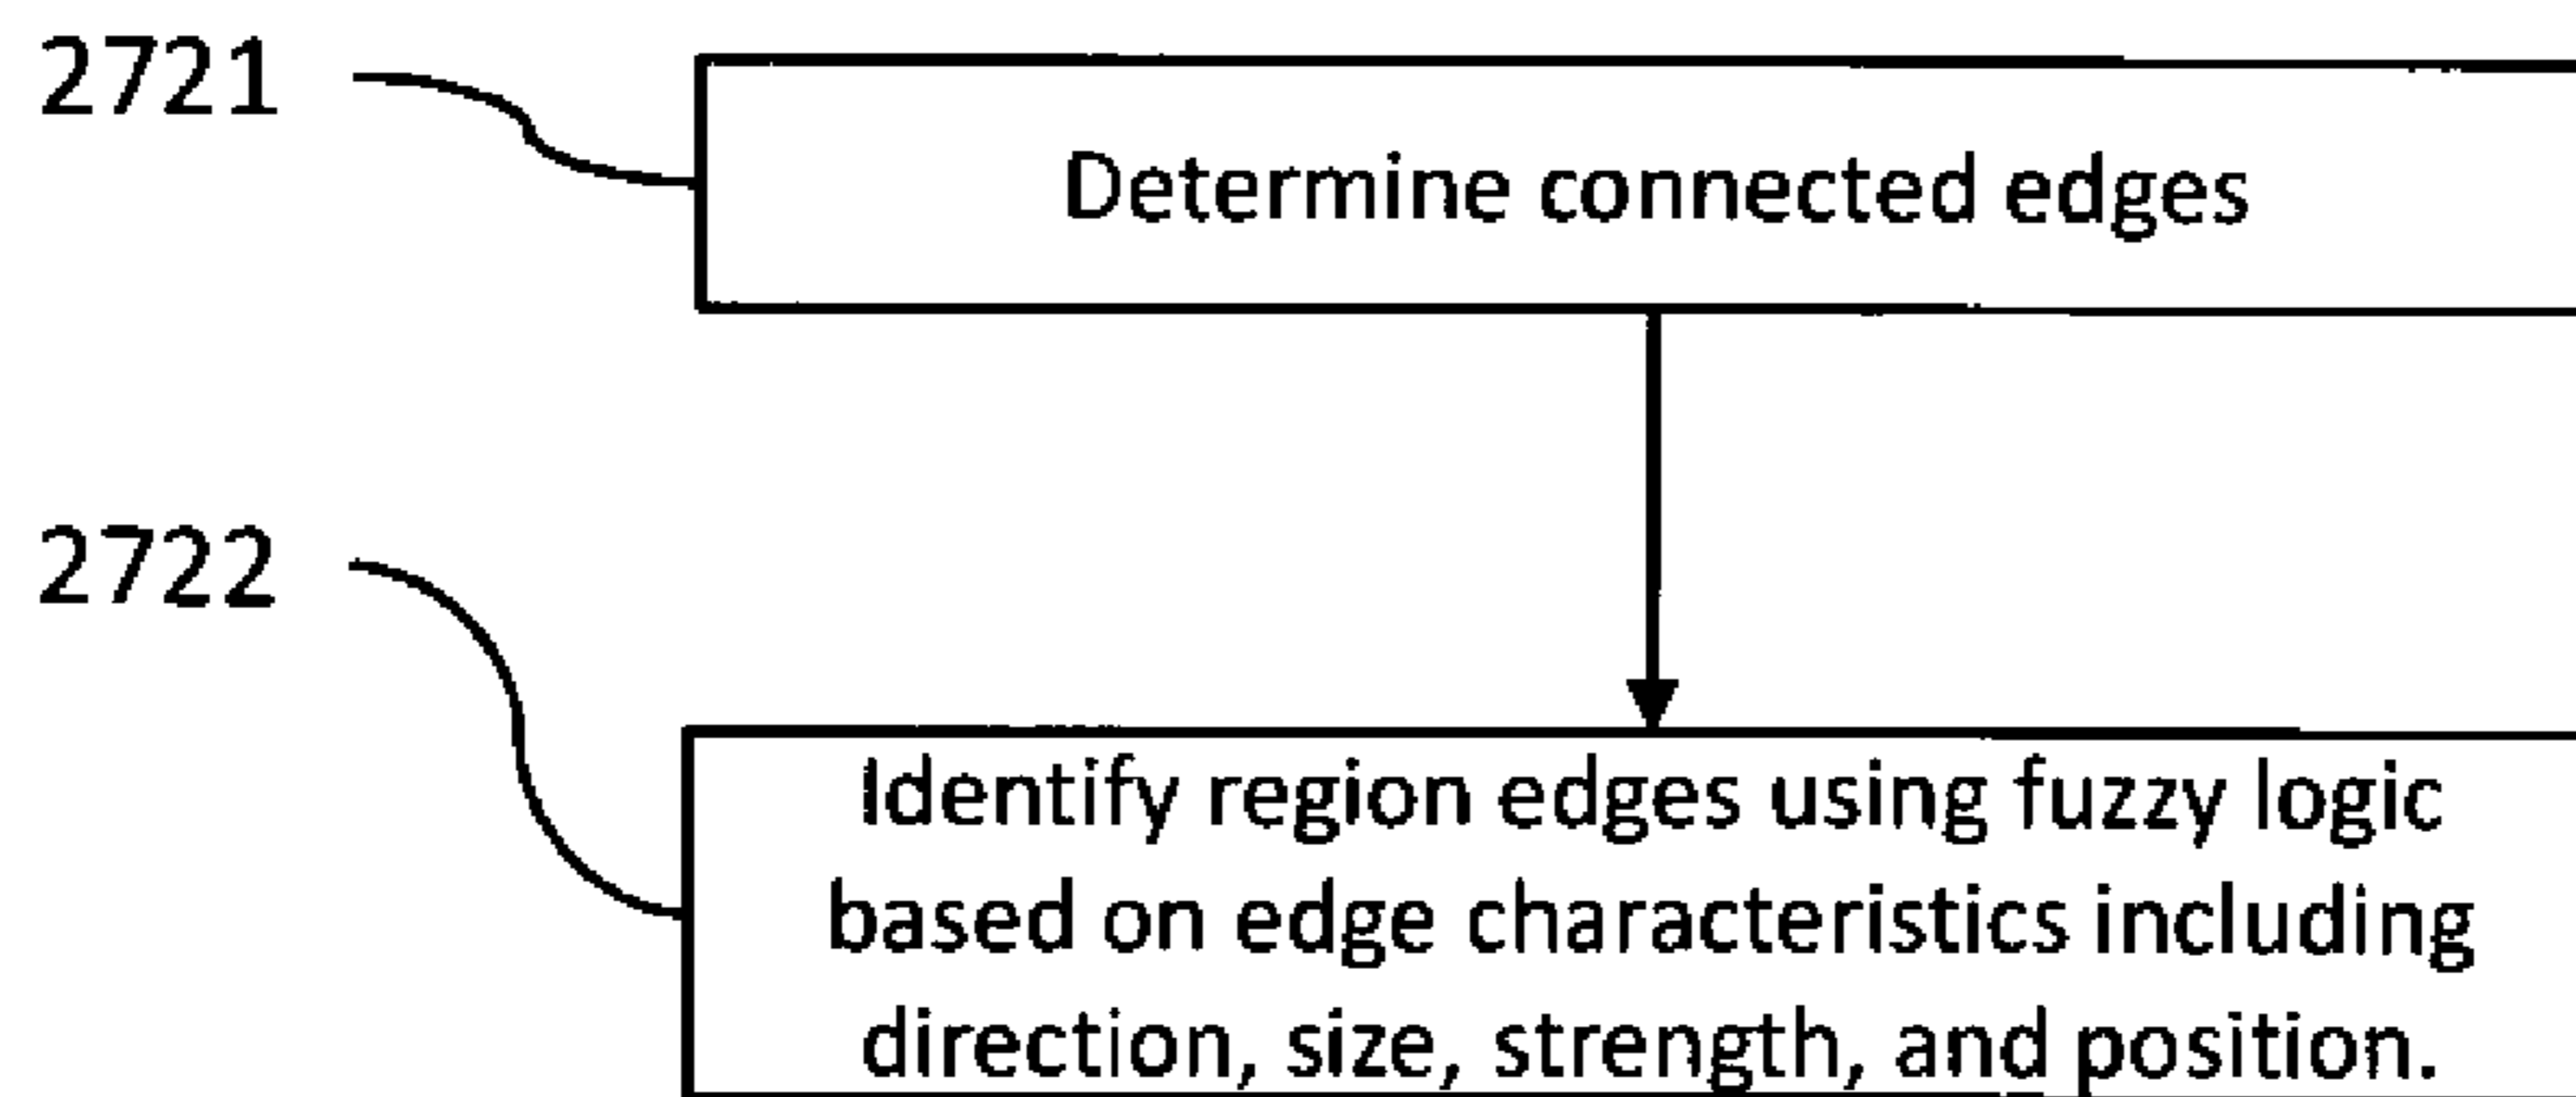 2721
Determine connected edges
2722
Identify region edges using fuzzy logic
based on edge characteristics including
direction, size, strength, and position.